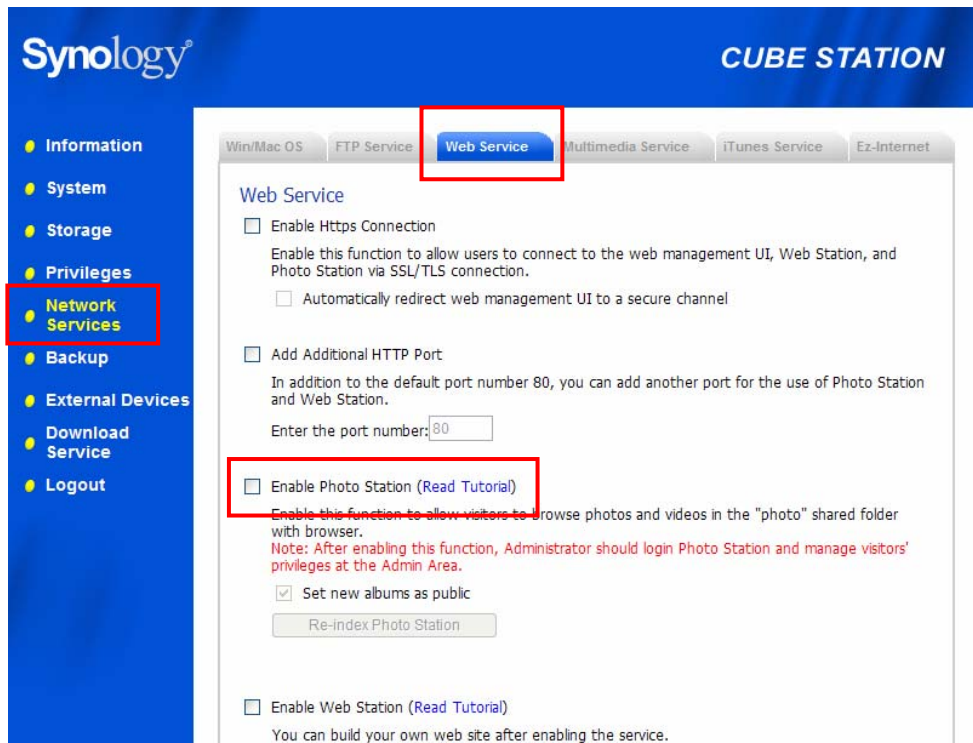 Synology®
CUBE STATION
Information
System
Storage
Privileges
Network
Services
Backup
External Devices
Download
Service
Logout
Win/Mac OS
FTP Service
Web Service
Multimedia Service
iTunes Service
Ez-Internet
Web Service
Enable Https Connection
Enable this function to allow users to connect to the web management UI, Web Station, and
Photo Station via SSL/TLS connection.
Automatically redirect web management UI to a secure channel
Add Additional HTTP Port
In addition to the default port number 80, you can add another port for the use of Photo Station
and Web Station.
Enter the port number: 80
Enable Photo Station (Read Tutorial)
Enable this function to allow visitors to browse photos and videos in the "photo" shared folder
with browser.
Note: After enabling this function, Administrator should login Photo Station and manage visitors'
privileges at the Admin Area.
Set new albums as public
Re-index Photo Station
Enable Web Station (Read Tutorial)
You can build your own web site after enabling the service.